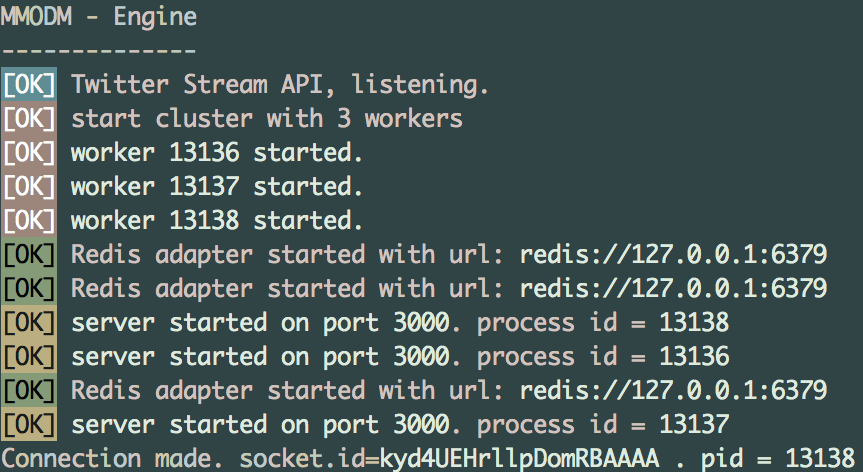 MMODM - Engine
--------------
[OK] Twitter Stream API, listening.
[OK] start cluster with 3 workers
[OK] worker 13136 started.
[OK] worker 13137 started.
[OK] worker 13138 started.
[OK] Redis adapter started with url: redis://127.0.0.1:6379
[OK] Redis adapter started with url: redis://127.0.0.1:6379
[OK] server started on port 3000. process id = 13138
[OK] server started on port 3000. process id = 13136
[OK] Redis adapter started with url: redis://127.0.0.1:6379
[OK] server started on port 3000. process id = 13137
Connection made. socket.id=kyd4UEHrllpDomRBAAAA . pid = 13138